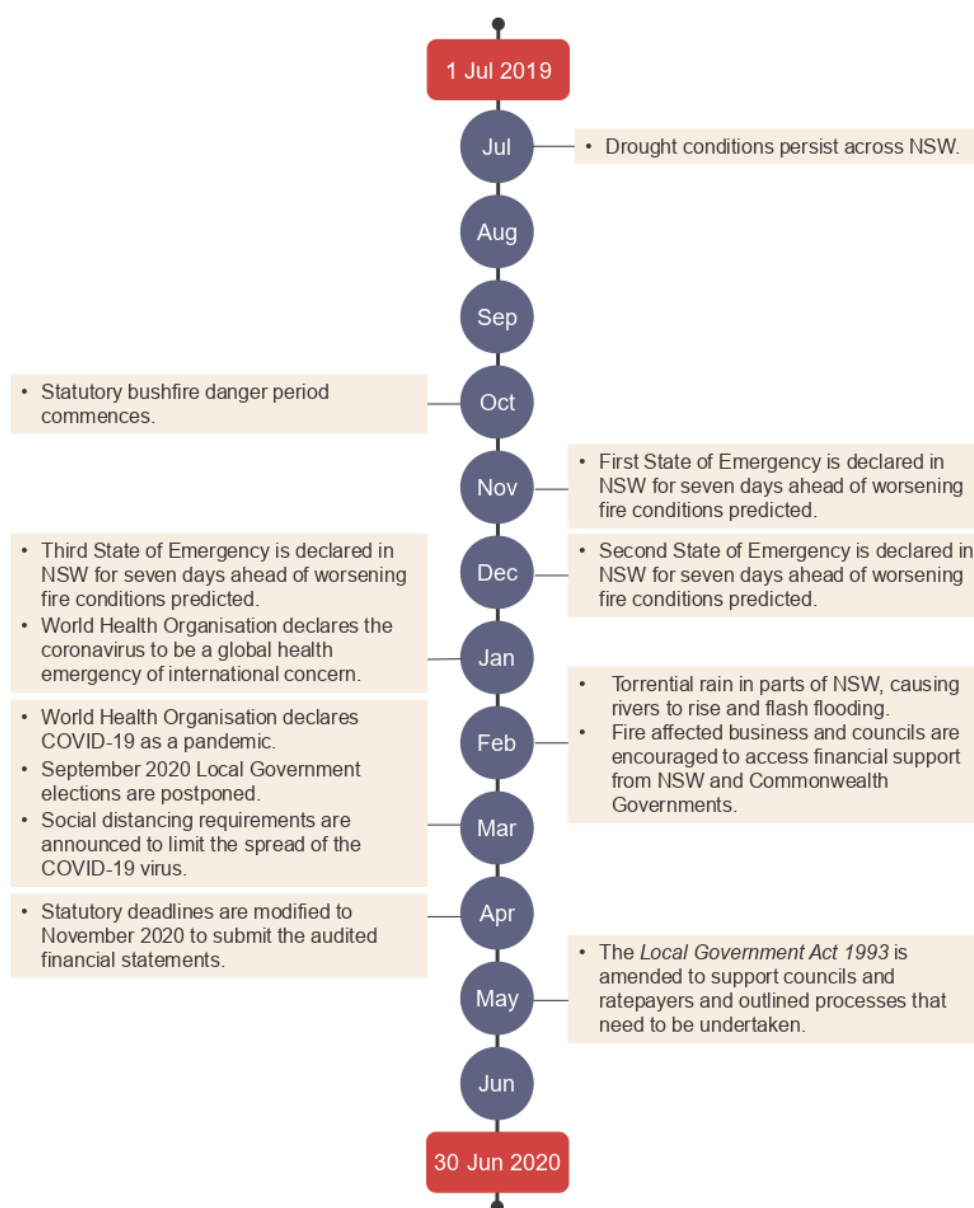 1 Jul 2019
Jul
• Drought conditions persist across NSW.
Aug
Sep
Oct
• Statutory bushfire danger period
commences.
Nov
• First State of Emergency is declared in
NSW for seven days ahead of worsening
fire conditions predicted.
Dec
• Second State of Emergency is declared in
NSW for seven days ahead of worsening
fire conditions predicted.
Jan
• Third State of Emergency is declared in
NSW for seven days ahead of worsening
fire conditions predicted.
• World Health Organisation declares the
coronavirus to be a global health
emergency of international concern.
Feb
• Torrential rain in parts of NSW, causing
rivers to rise and flash flooding.
• Fire affected business and councils are
encouraged to access financial support
from NSW and Commonwealth
Governments.
Mar
• World Health Organisation declares
COVID-19 as a pandemic.
• September 2020 Local Government
elections are postponed.
• Social distancing requirements are
announced to limit the spread of the
COVID-19 virus.
Apr
• Statutory deadlines are modified to
November 2020 to submit the audited
financial statements.
May
• The Local Government Act 1993 is
amended to support councils and
ratepayers and outlined processes that
need to be undertaken.
Jun
30 Jun 2020